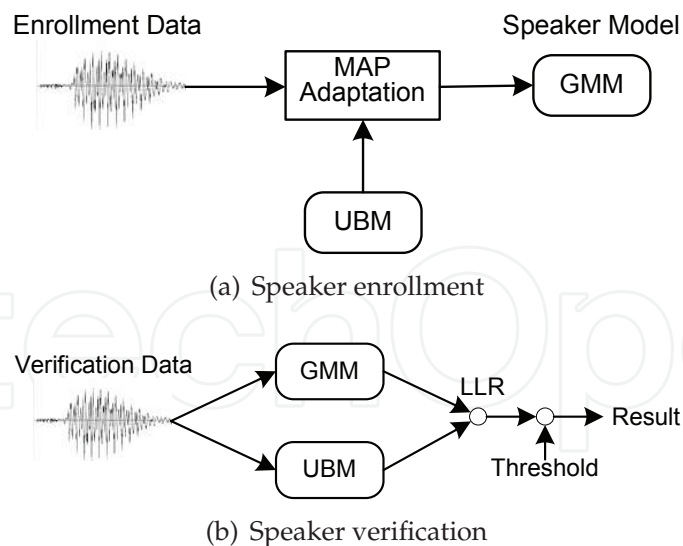 Enrollment Data
Speaker Model
MAP
Adaptation
GMM
UBM
(a) Speaker enrollment
Verification Data
GMM
LLR
Result
UBM
Threshold
(b) Speaker verification